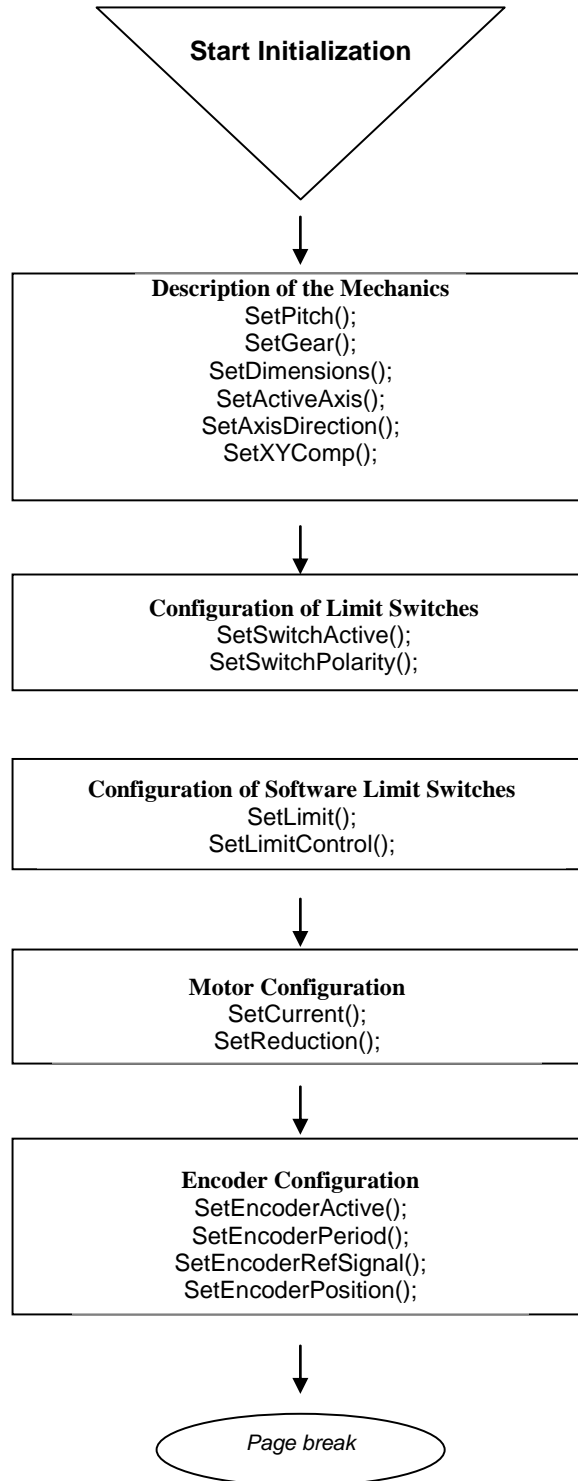 Start Initialization
Description of the Mechanics
SetPitch();
SetGear();
SetDimensions();
SetActiveAxis();
SetAxisDirection();
SetXYComp();
Configuration of Limit Switches
SetSwitchActive();
SetSwitchPolarity();
Configuration of Software Limit Switches
SetLimit();
SetLimitControl();
Motor Configuration
SetCurrent();
SetReduction();
Encoder Configuration
SetEncoderActive();
SetEncoderPeriod();
SetEncoderRefSignal();
SetEncoderPosition();
Page break